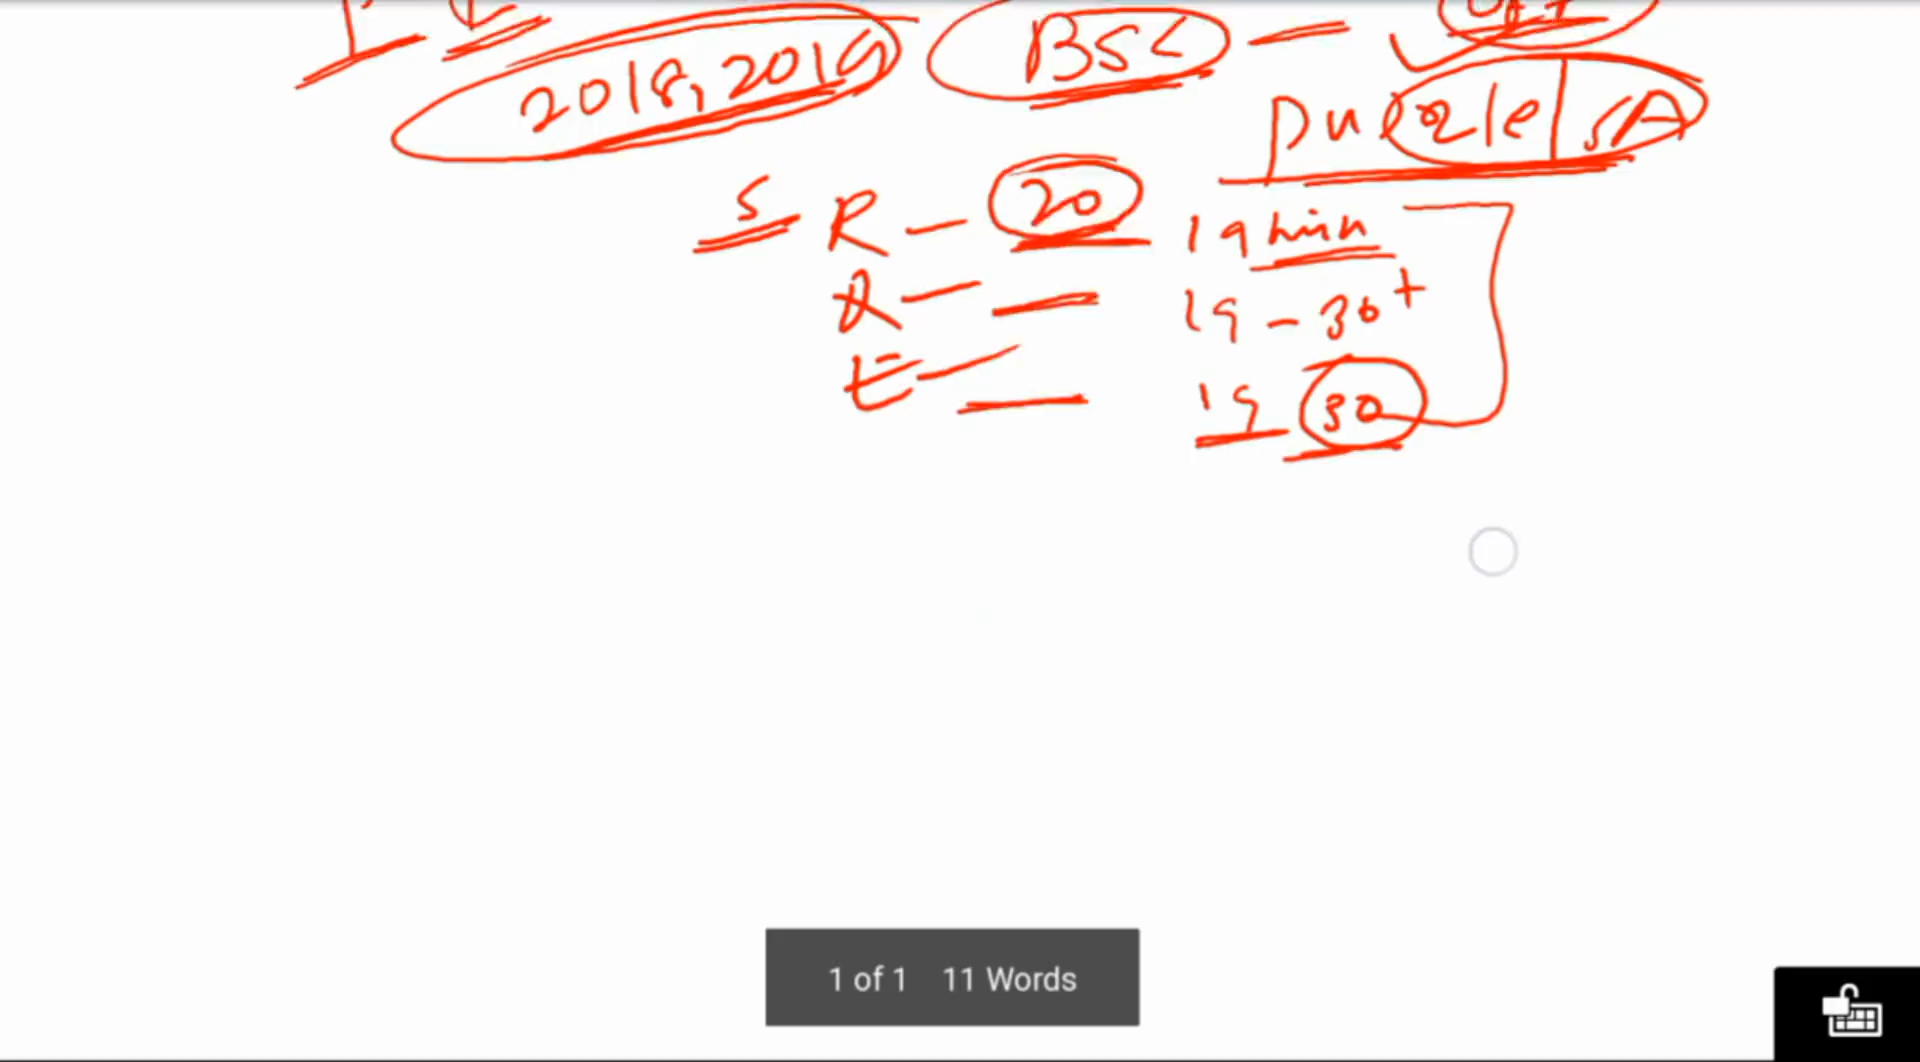 2018, 2019 BSC —
Puzzle | SA
S R — 20 19 min
Q — — 19 - 30+
E — — 19 30
1 of 1 11 Words